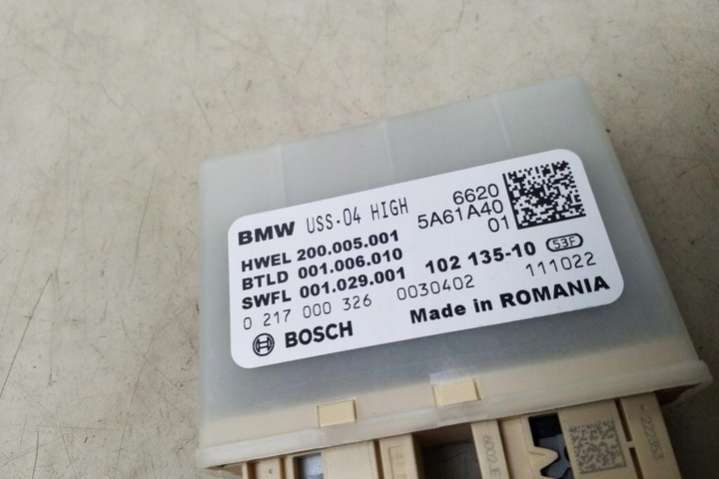 BMW USS-04 HIGH
6620
5A61A40
01
HWEL 200.005.001
BTLD 001.006.010
SWFL 001.029.001
102 135-10 53F
0 217 000 326 0030402 111022
BOSCH Made in ROMANIA